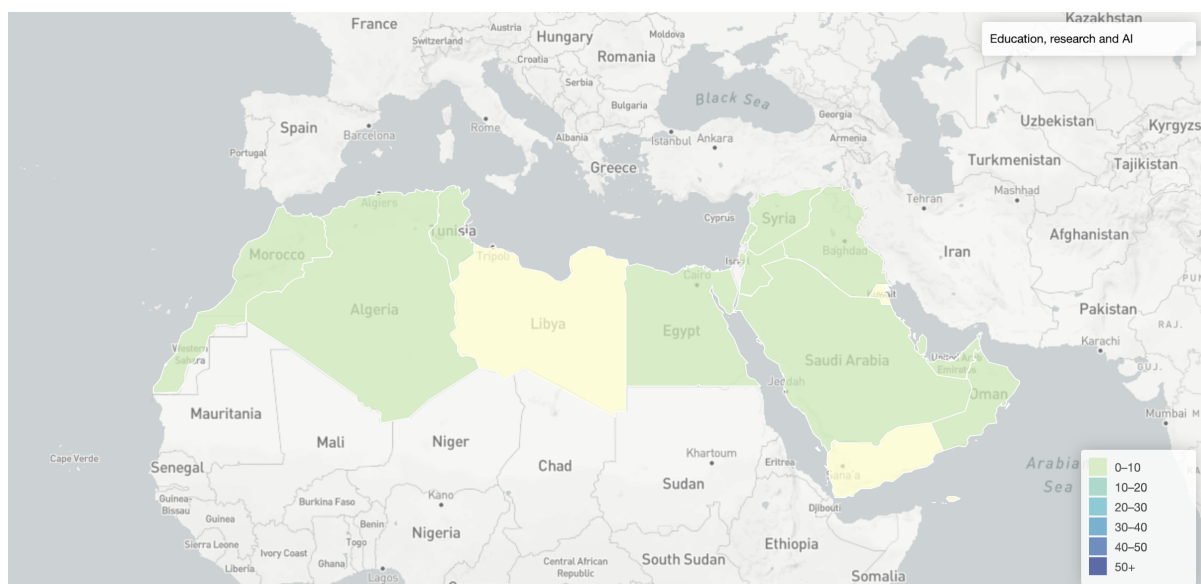 Kazakhstan
France
Austria
Hungary
Moldova
Switzerland
Education, research and AI
Croatia
Romania
Serbia
Bulgaria
Black Sea
Georgia
Uzbekistan
Kyrgyzs
Spain
Barcelona
Rome
Albania
Istanbul
Ankara
Armenia
Portugal
Greece
Turkmenistan
Tajikistan
Mashhad
Tehran
Algiers
Cyprus
Syria
Tunisia
Afghanistan
Morocco
Tripoli
Israel
Baghdad
Iran
Cairo
Kuwait
Algeria
Libya
Egypt
Pakistan
RAJ.
Karachi
Western
Sahara
Saudi Arabia
United Arab
Emirates
GUJ.
Jeddah
Oman
Mauritania
Mali
Niger
Mumbai
Cape Verde
Senegal
Chad
Khartoum
Eritrea
Sana'a
Arabian
Sea
Sudan
Guinea-
Bissau
Burkina Faso
Kano
Djibouti
Guinea
Benin
Nigeria
Sierra Leone
Ivory Coast
Togo
Ghana
Ethiopia
Liberia
Lagos
Central African
Republic
South Sudan
Somalia
0–10
10–20
20–30
30–40
40–50
50+